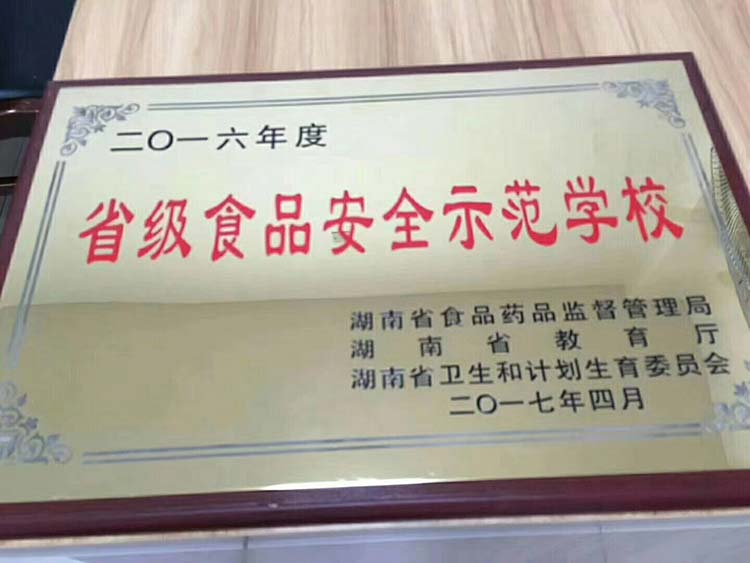 二〇一六年度
省级食品安全示范学校
湖南省食品药品监督管理局
湖南省教育厅
湖南省卫生和计划生育委员会
二〇一七年四月